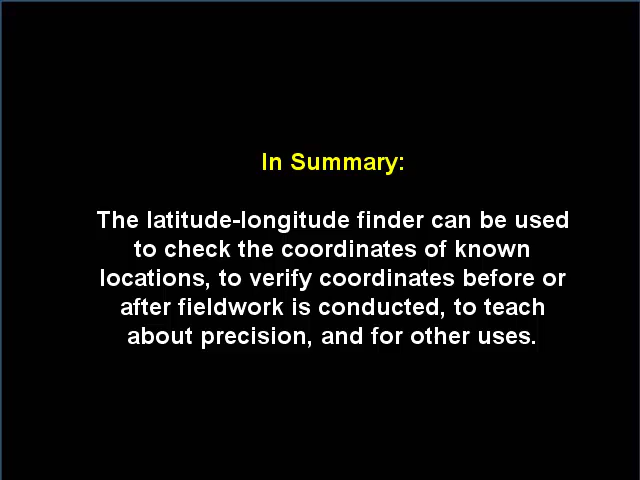 In Summary:
The latitude-longitude finder can be used
to check the coordinates of known
locations, to verify coordinates before or
after fieldwork is conducted, to teach
about precision, and for other uses.